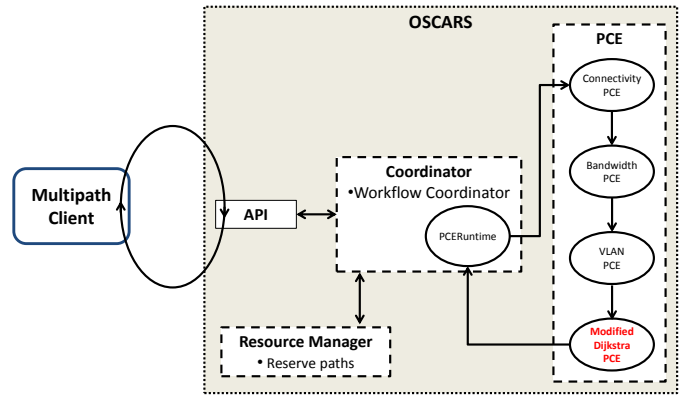 OSCARS
PCE
Connectivity
PCE
Bandwidth
PCE
VLAN
PCE
Modified
Dijkstra
PCE
Coordinator
•Workflow Coordinator
PCERuntime
API
Multipath
Client
Resource Manager
• Reserve paths